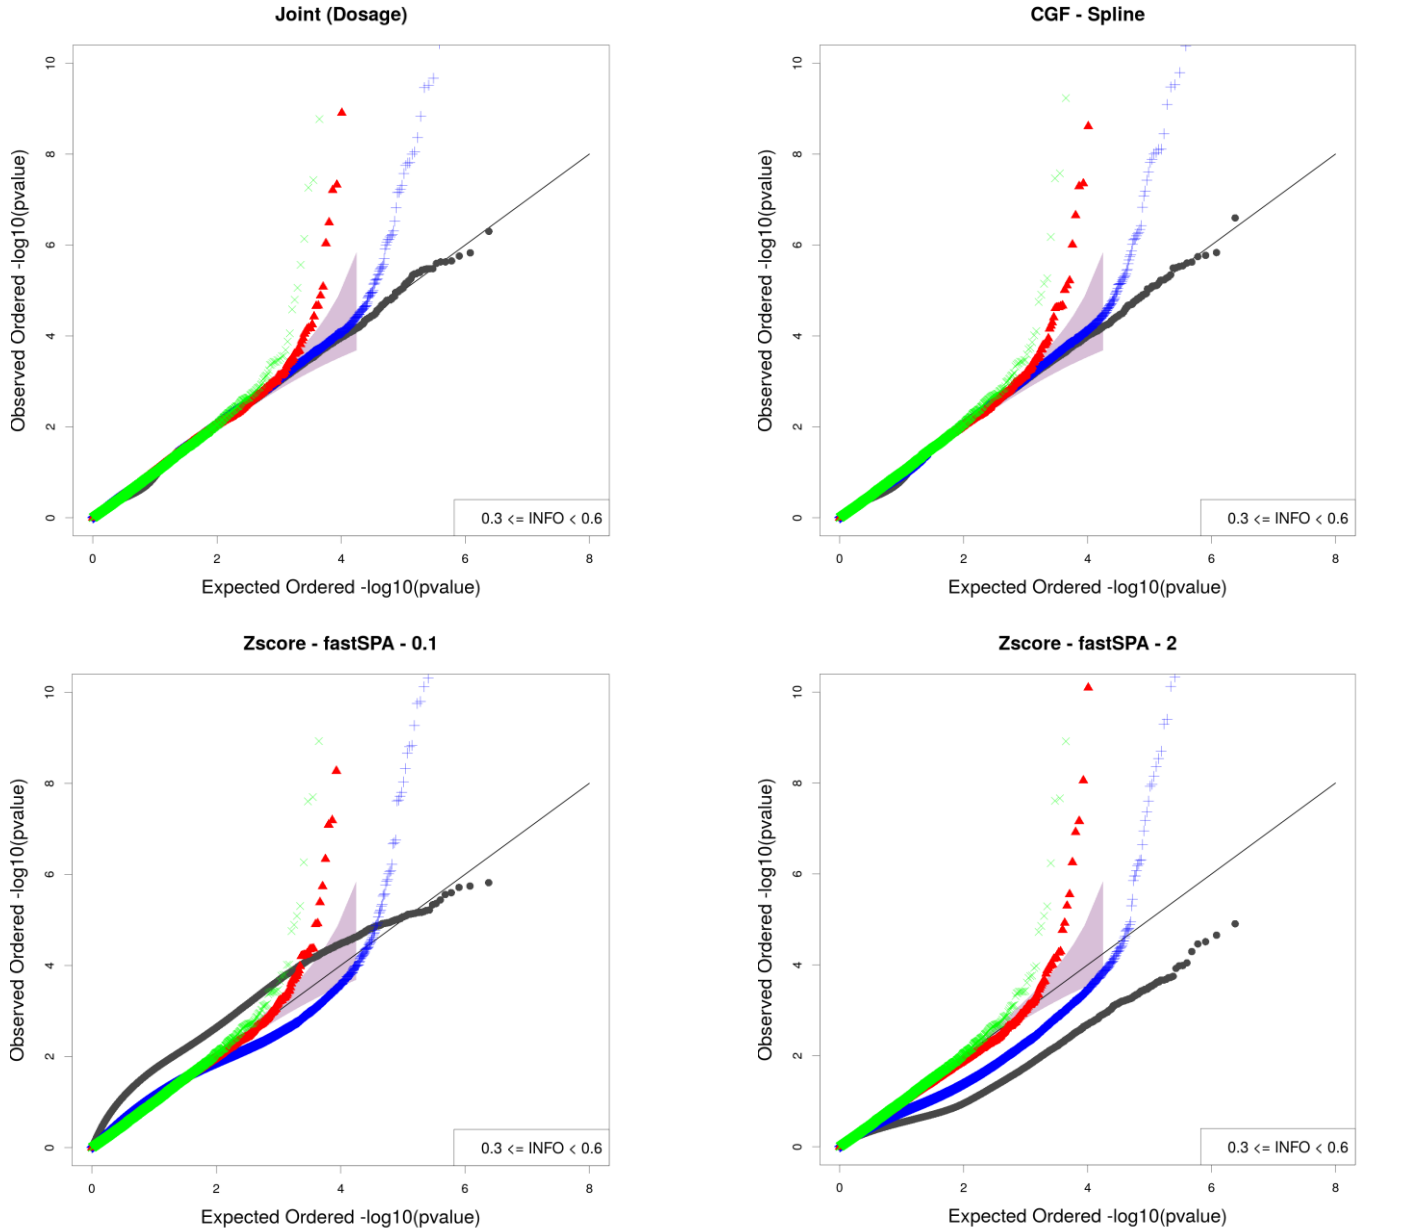 Joint (Dosage)
Observed Ordered -log10(pvalue)
10
8
6
4
2
0
0.3 <= INFO < 0.6
0 2 4 6 8
Expected Ordered -log10(pvalue)
CGF - Spline
Observed Ordered -log10(pvalue)
10
8
6
4
2
0
0.3 <= INFO < 0.6
0 2 4 6 8
Expected Ordered -log10(pvalue)
Zscore - fastSPA - 0.1
Observed Ordered -log10(pvalue)
10
8
6
4
2
0
0.3 <= INFO < 0.6
0 2 4 6 8
Expected Ordered -log10(pvalue)
Zscore - fastSPA - 2
Observed Ordered -log10(pvalue)
10
8
6
4
2
0
0.3 <= INFO < 0.6
0 2 4 6 8
Expected Ordered -log10(pvalue)